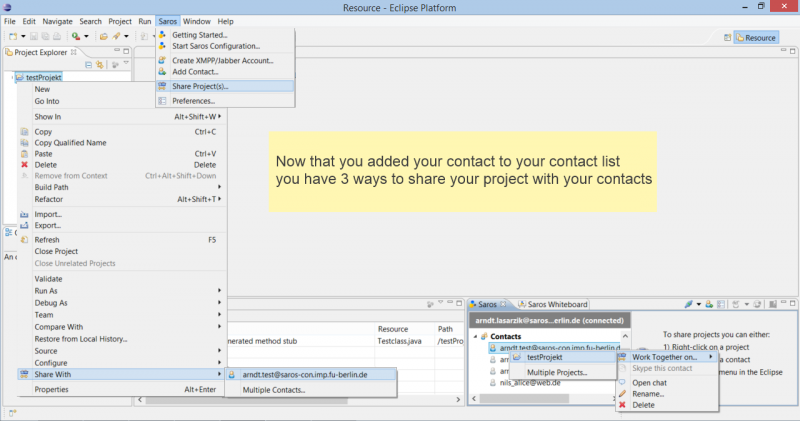 Resource - Eclipse Platform
File Edit Navigate Search Project Run Saros Window Help
Getting Started...
Start Saros Configuration...
Create XMPP/Jabber Account...
Add Contact...
Share Project(s)...
Preferences...
Resource
Project Explorer
testProjekt
New
Go Into
Show In Alt+Shift+W
Copy Ctrl+C
Copy Qualified Name
Paste Ctrl+V
Delete Delete
Remove from Context Ctrl+Alt+Shift+Down
Build Path
Refactor Alt+Shift+T
Import...
Export...
Refresh F5
Close Project
Close Unrelated Projects
Validate
Run As
Debug As
Team
Compare With
Restore from Local History...
Source
Configure
Share With
Properties Alt+Enter
arndt.test@saros-con.imp.fu-berlin.de
Multiple Contacts...
Now that you added your contact to your contact list
you have 3 ways to share your project with your contacts
An
Resource Path
nerated method stub Testclass.java /testPro
Saros Saros Whiteboard
arndt.lasarzik@saros...erlin.de (connected)
Contacts
arndt.test@saros-con.imp.fu-berlin.d
nils_alice@web.de
testProjekt
Multiple Projects...
To share projects you can either:
1) Right-click on a project
a contact
menu in the Eclipse
Work Together on...
Skype this contact
Open chat
Rename...
Delete